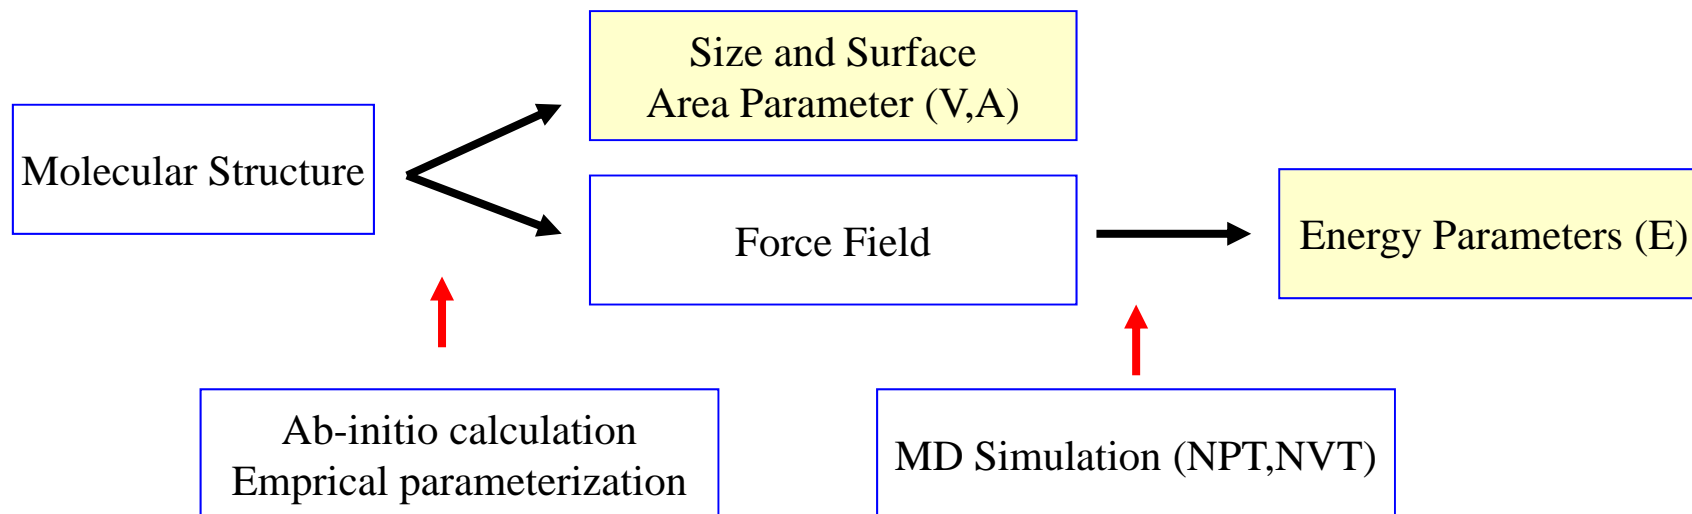 Size and Surface
Area Parameter (V,A)
Molecular Structure
Force Field
Energy Parameters (E)
Ab-initio calculation
Emprical parameterization
MD Simulation (NPT,NVT)